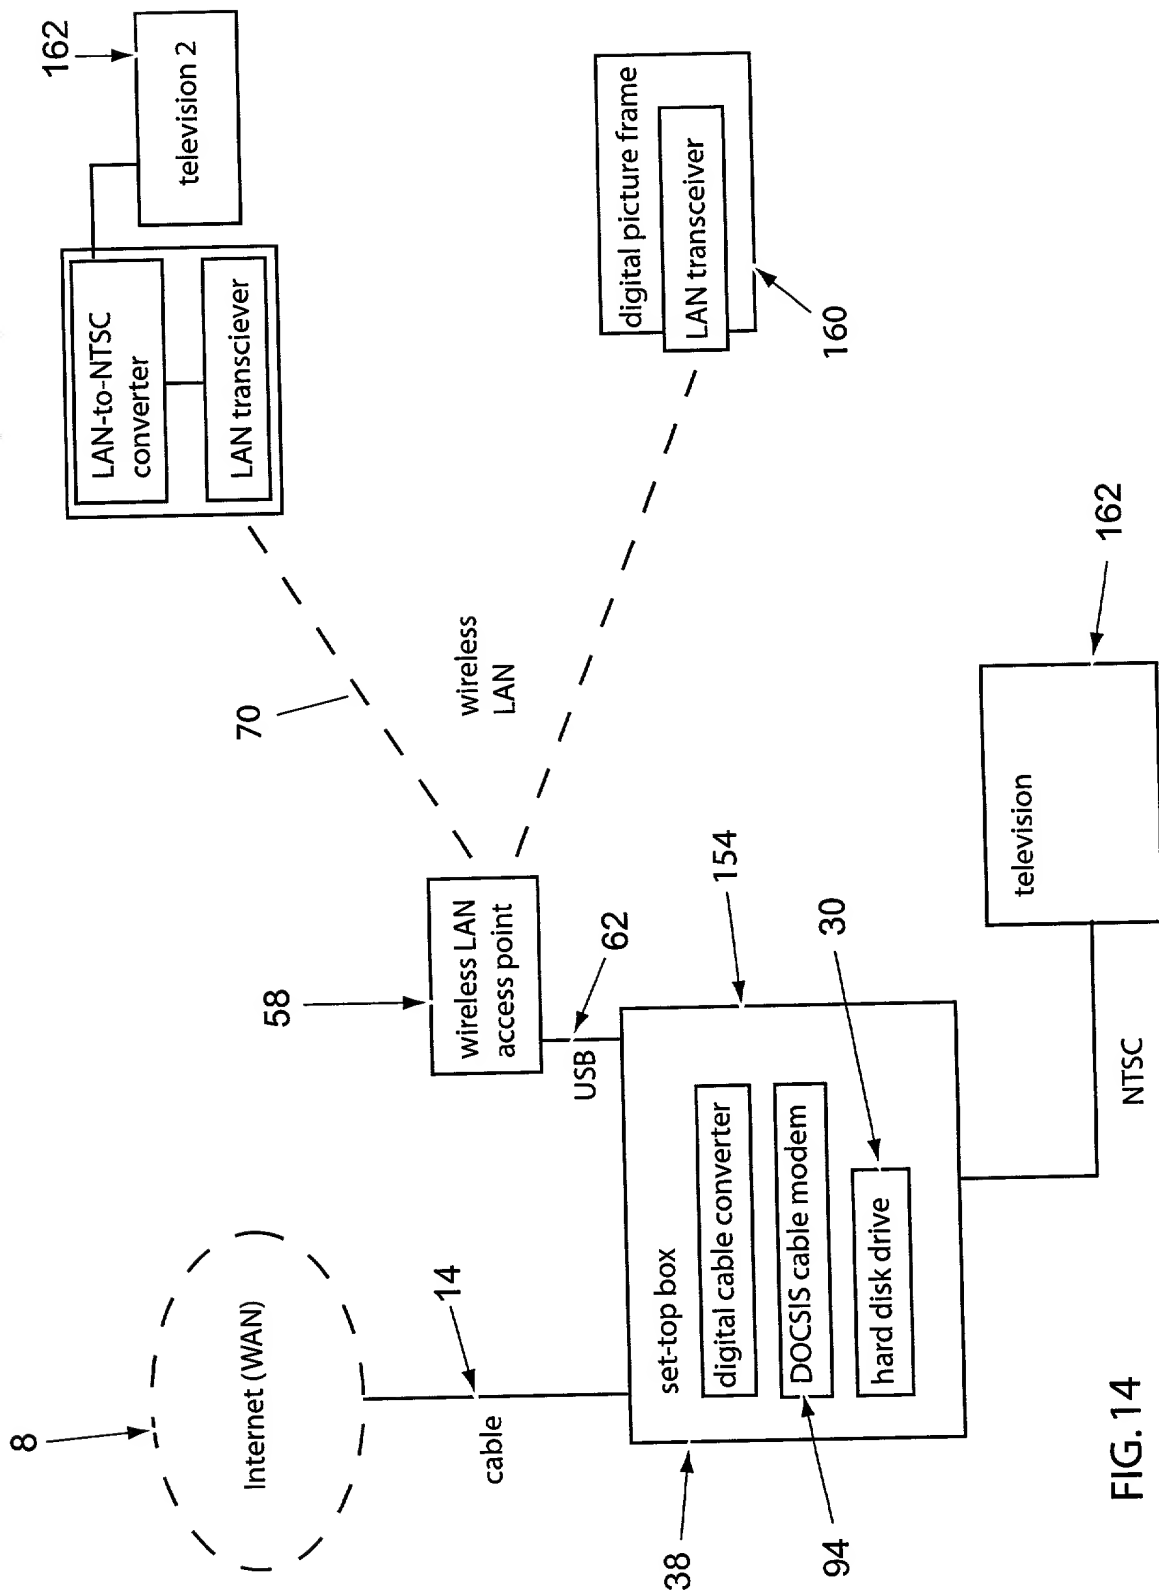 8
Internet (WAN)
14
cable
38
154
set-top box
digital cable converter
DOCSIS cable modem
94
hard disk drive
30
USB
62
58
wireless LAN
access point
70
wireless
LAN
LAN-to-NTSC
converter
LAN transciever
television 2
162
digital picture frame
LAN transceiver
160
NTSC
television
162
FIG. 14